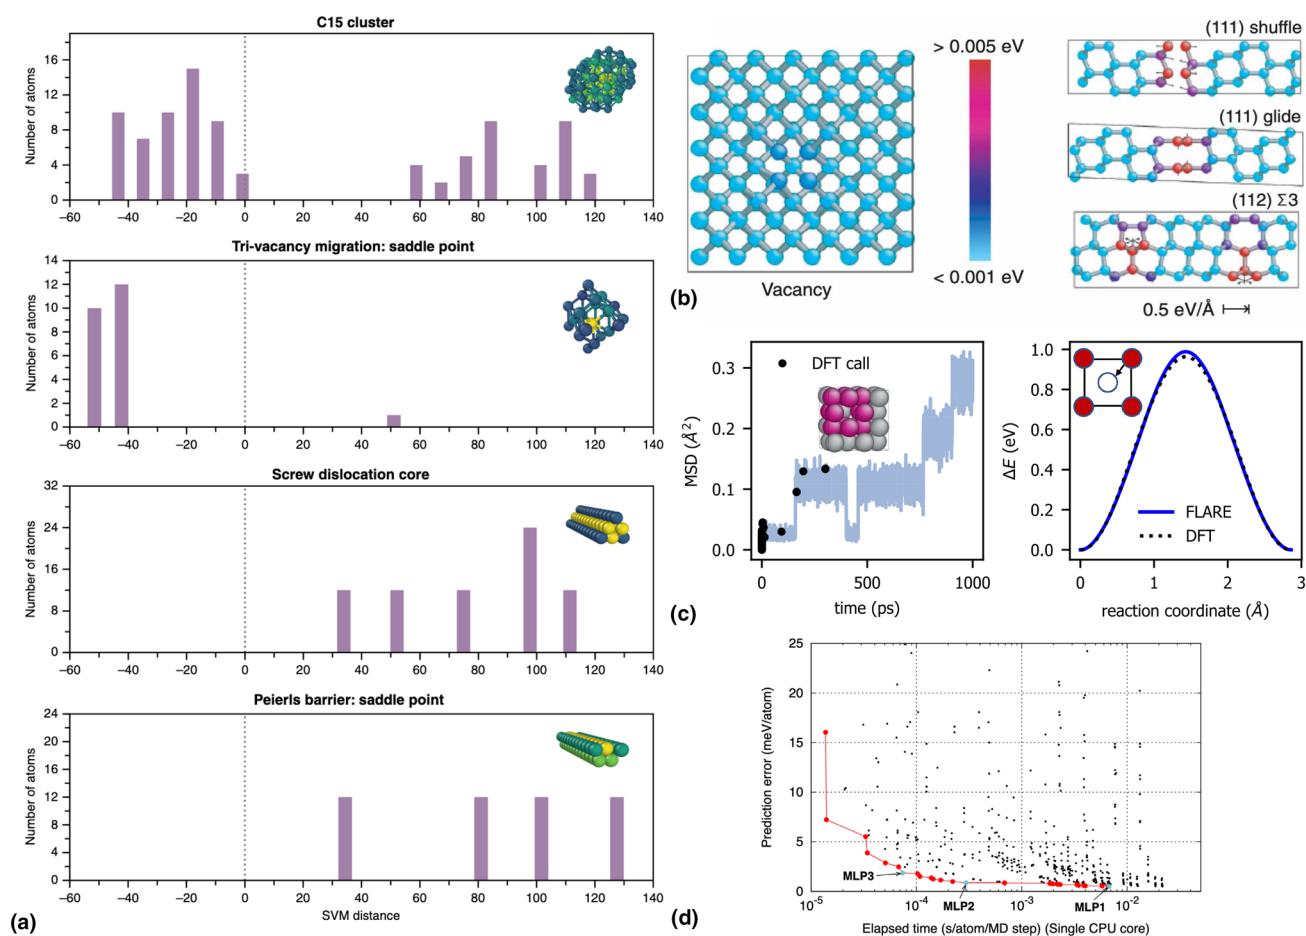 C15 cluster
Number of atoms
16
12
8
4
0
−60 −40 −20 0 20 40 60 80 100 120 140
Tri-vacancy migration: saddle point
Number of atoms
14
12
10
8
6
4
2
0
−60 −40 −20 0 20 40 60 80 100 120 140
Screw dislocation core
Number of atoms
32
24
16
8
0
−60 −40 −20 0 20 40 60 80 100 120 140
Peierls barrier: saddle point
Number of atoms
24
20
16
12
8
4
0
−60 −40 −20 0 20 40 60 80 100 120 140
SVM distance
(a)
> 0.005 eV
< 0.001 eV
Vacancy
(b)
(111) shuffle
(111) glide
(112) Σ3
0.5 eV/Å
DFT call
MSD (Å²)
0.3
0.2
0.1
0.0
0 500 1000
time (ps)
(c)
ΔE (eV)
1.0
0.8
0.6
0.4
0.2
0.0
FLARE
DFT
0 1 2 3
reaction coordinate (Å)
Prediction error (meV/atom)
25
20
15
10
5
0
MLP3
MLP2
MLP1
10⁻⁵ 10⁻⁴ 10⁻³ 10⁻²
Elapsed time (s/atom/MD step) (Single CPU core)
(d)